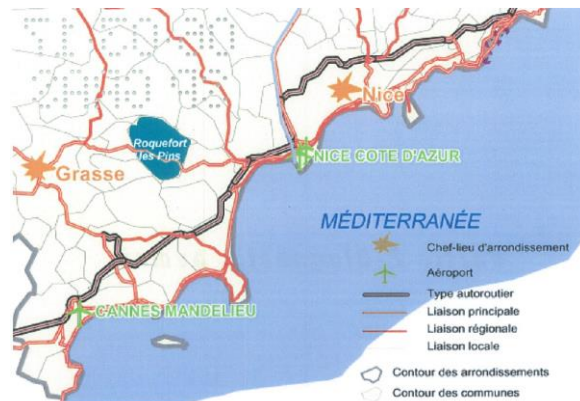 Nice
Roquefort
les Pins
NICE COTE D'AZUR
Grasse
MÉDITERRANÉE
Chef-lieu d'arrondissement
Aéroport
Type autoroutier
CANNES MANDELIEU
Liaison principale
Liaison régionale
Liaison locale
Contour des arrondissements
Contour des communes